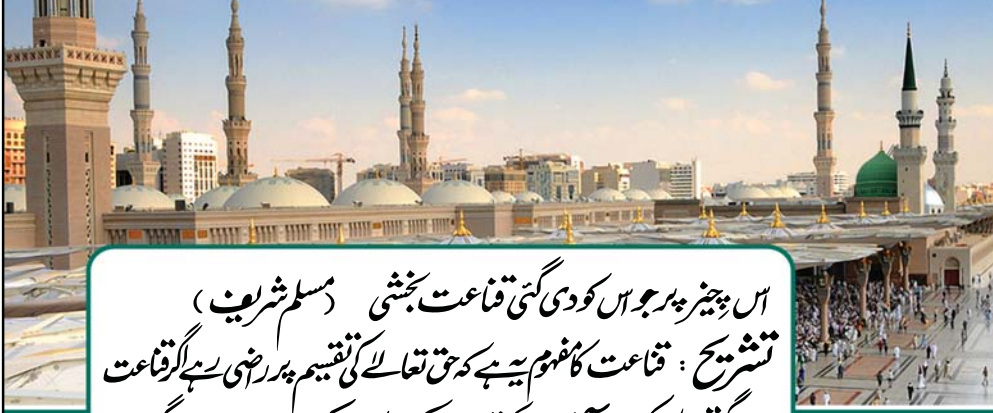 اس چیز پر جو اس کو دی گئی قناعت بخشی (مسلم شریف)
تشریح : قناعت کا مفہوم یہ ہے کہ حق تعالے کی تقسیم پر راضی رہے اگر قناعت